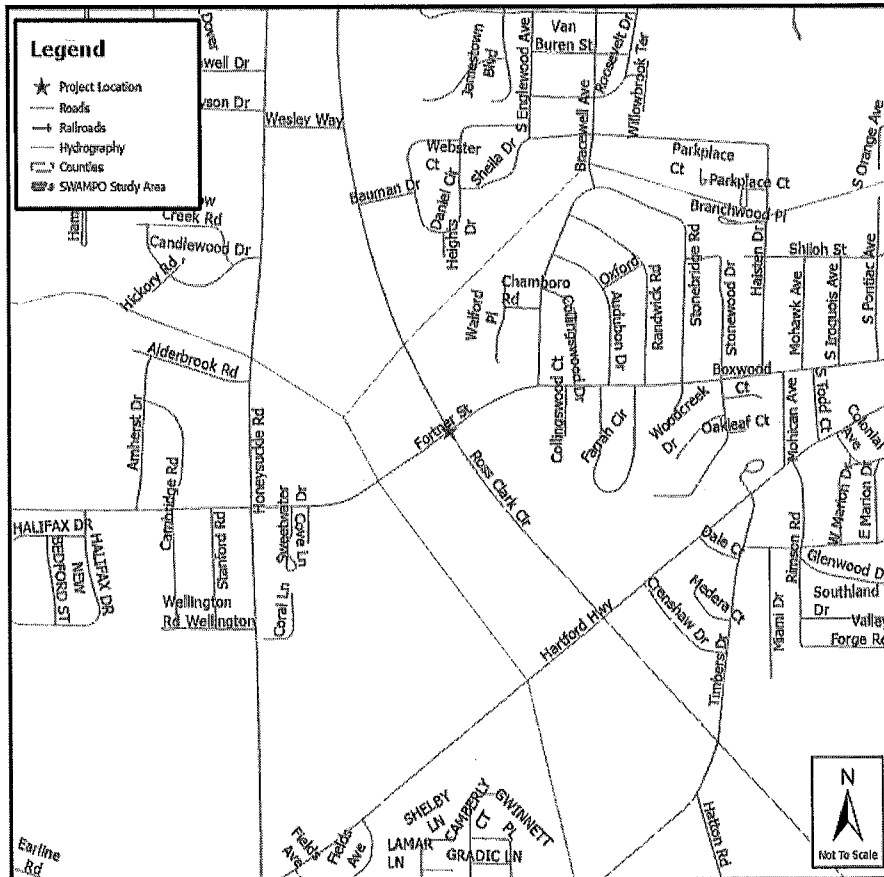 Legend
Project Location
Roads
Railroads
Hydrography
Counties
SWAMPO Study Area
Dover
Wesley Way
Creek Rd
Candlewood Dr
Hickory Rd
Alderbrook Rd
Amherst Dr
Cambridge Rd
Honeysuckle Rd
Stanford Rd
HALIFAX DR
HALIFAX DR
NEW
BEDFORD ST
Wellington
Rd Wellington
Sweetwater
Dr
Cove Ln
Coral Ln
Jamestown
Blvd
S Englewood Ave
Van
Buren St
Roosevelt Dr
Willowbrook Ter
Bracewell Ave
Webster
Ct
Sheila Dr
Bauman Dr
Daniel Cir
Heights
Dr
Parkplace
Ct
Parkplace Ct
Branchwood Pl
S Orange Ave
Shiloh St
Haisten Dr
Mohawk Ave
S Iroquois Ave
S Pontiac Ave
Chamboro
Rd
Watford
Pl
Oxford
Collingswood Cir
Audubon Dr
Randwick Rd
Stonebridge Rd
Stonewood Dr
Collingswood Ct
Farrah Cir
Boxwood
Ct
Woodcreek
Dr
Oakleaf Ct
Mohican Ave
S Todd Ct
Colonial
Ave
W Marion Dr
E Marion Dr
Fortner St
Ross Clark Cir
Hartford Hwy
Dale Ct
Medera Ct
Crenshaw Dr
Timbers Dr
Miami Dr
Rimson Rd
Glenwood D
Southland
Dr
Valley
Forge Rd
Hatton Rd
Earline
Rd
Fields
Ave
Fields
Ave
SHELBY
LN
LAMAR
LN
CAMBERLY
CT
GWINNETT
PL
GRADIC LN
N
Not To Scale